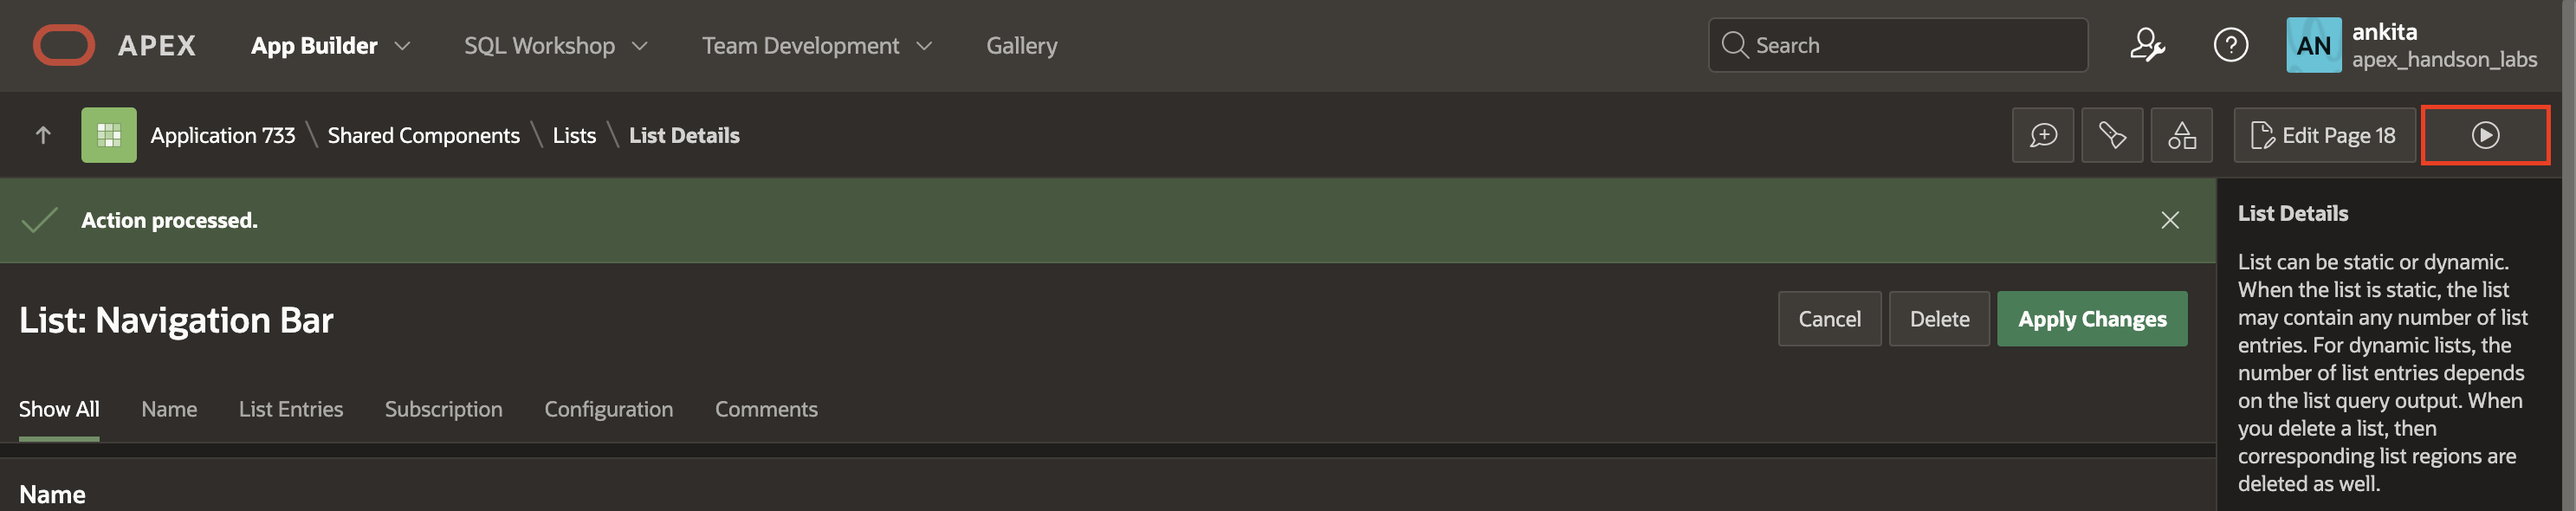 APEX App Builder SQL Workshop Team Development Gallery Search ? AN ankita
apex_handson_labs
Application 733 \ Shared Components \ Lists \ List Details Edit Page 18
Action processed.
List: Navigation Bar Cancel Delete Apply Changes
Show All Name List Entries Subscription Configuration Comments
Name
List Details
List can be static or dynamic.
When the list is static, the list
may contain any number of list
entries. For dynamic lists, the
number of list entries depends
on the list query output. When
you delete a list, then
corresponding list regions are
deleted as well.